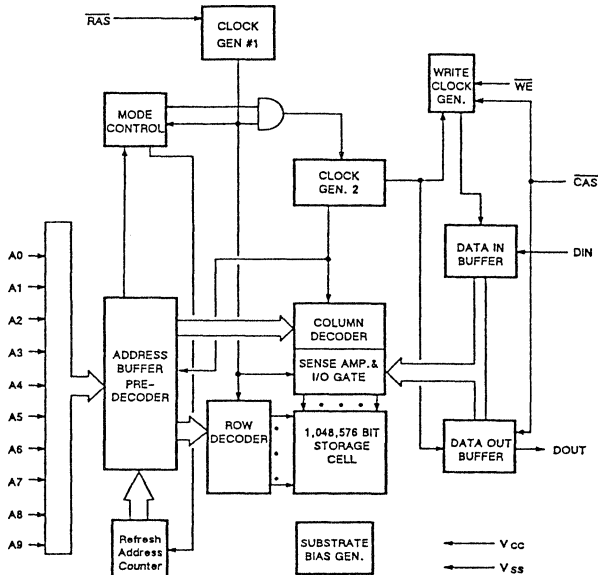 RAS
CLOCK
GEN #1
MODE
CONTROL
WRITE
CLOCK
GEN.
WE
CLOCK
GEN. 2
CAS
DATA IN
BUFFER
DIN
A0
A1
A2
A3
A4
A5
A6
A7
A8
A9
ADDRESS
BUFFER
PRE-
DECODER
COLUMN
DECODER
SENSE AMP.&
I/O GATE
ROW
DECODER
1,048,576 BIT
STORAGE
CELL
DATA OUT
BUFFER
DOUT
Refresh
Address
Counter
SUBSTRATE
BIAS GEN.
VCC
VSS